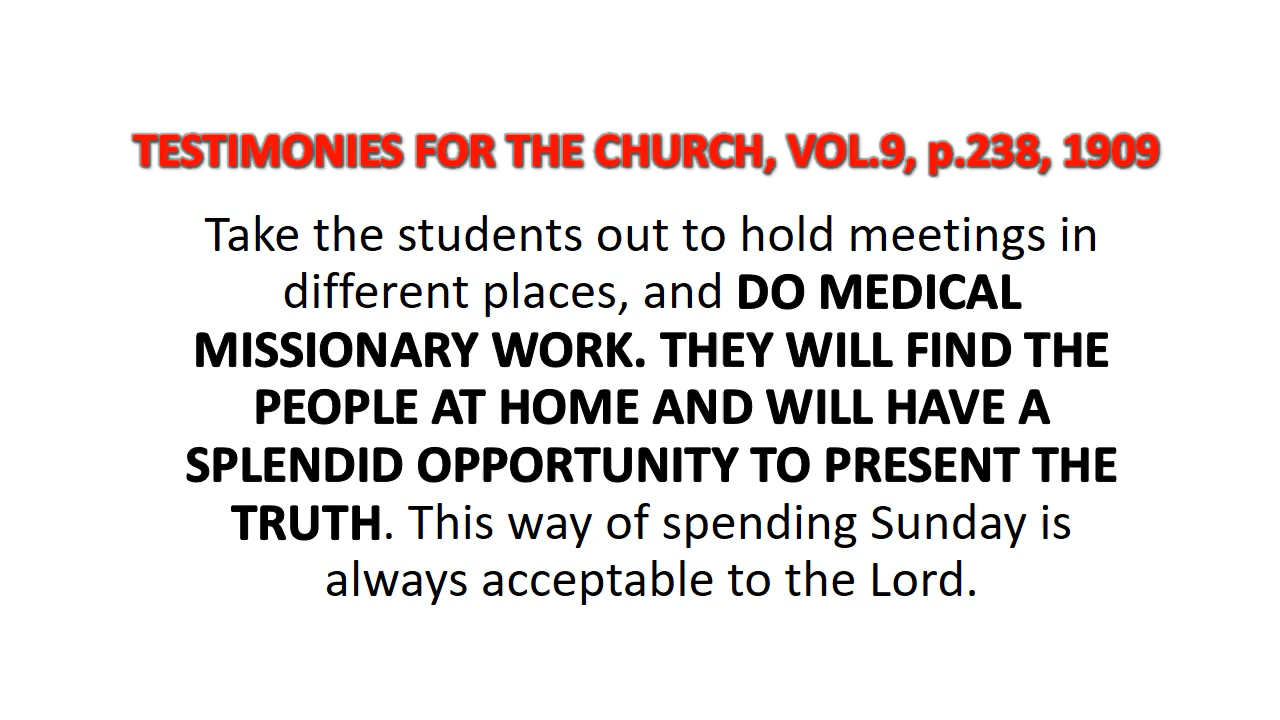 TESTIMONIES FOR THE CHURCH, VOL.9, p.238, 1909
Take the students out to hold meetings in
different places, and DO MEDICAL
MISSIONARY WORK. THEY WILL FIND THE
PEOPLE AT HOME AND WILL HAVE A
SPLENDID OPPORTUNITY TO PRESENT THE
TRUTH. This way of spending Sunday is
always acceptable to the Lord.